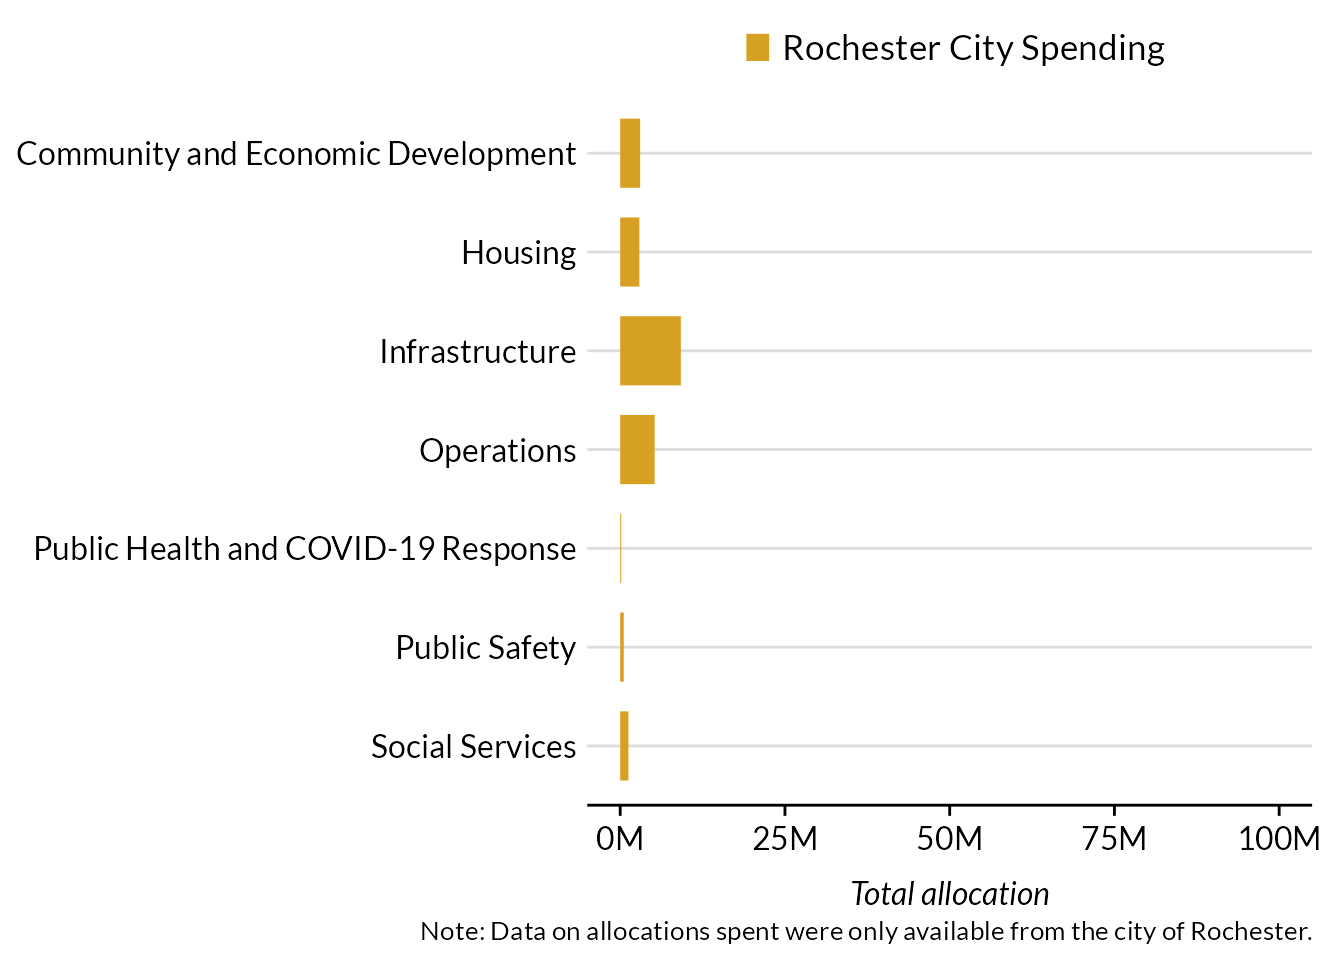 Rochester City Spending
Community and Economic Development
Housing
Infrastructure
Operations
Public Health and COVID-19 Response
Public Safety
Social Services
0M 25M 50M 75M 100M
Total allocation
Note: Data on allocations spent were only available from the city of Rochester.